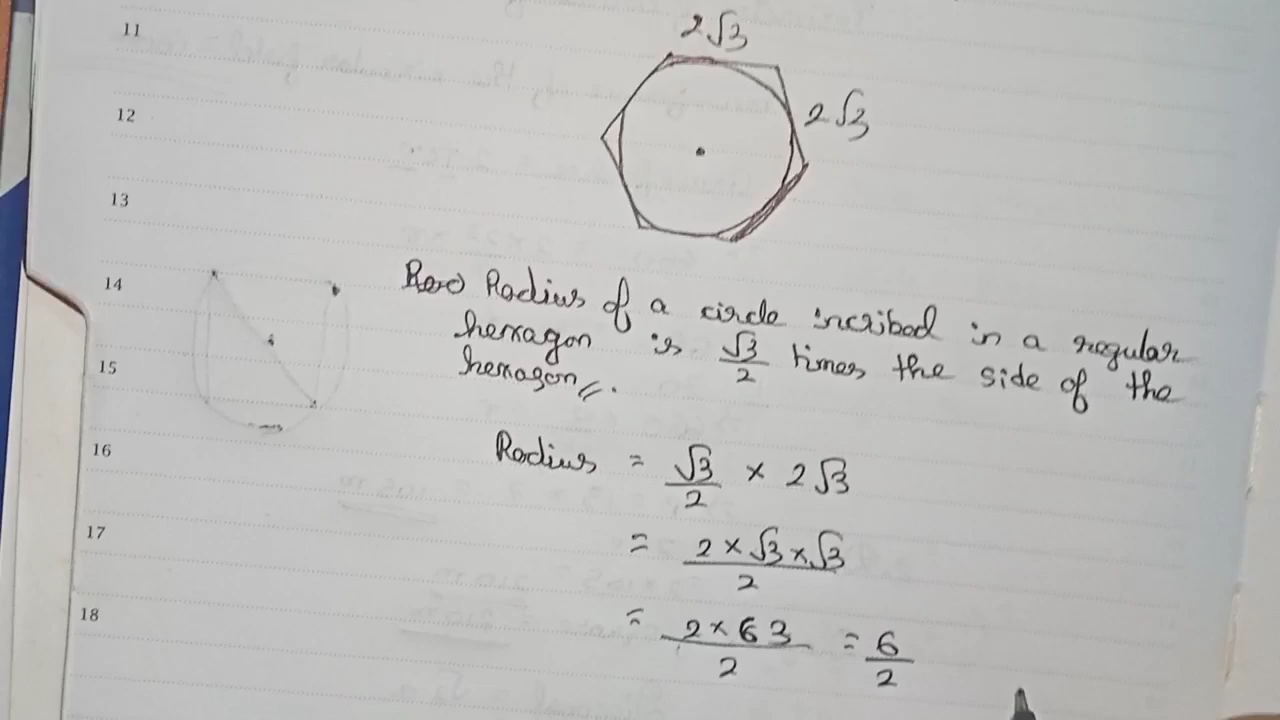 11
2√3
12
2√3
13
14
Radius of a circle incribed in a regular
hexagon is √3/2 times the side of the
hexagon //.
15
16
Radius = √3/2 × 2√3
17
= 2×√3×√3/2
18
= 2×6 3/2 = 6/2